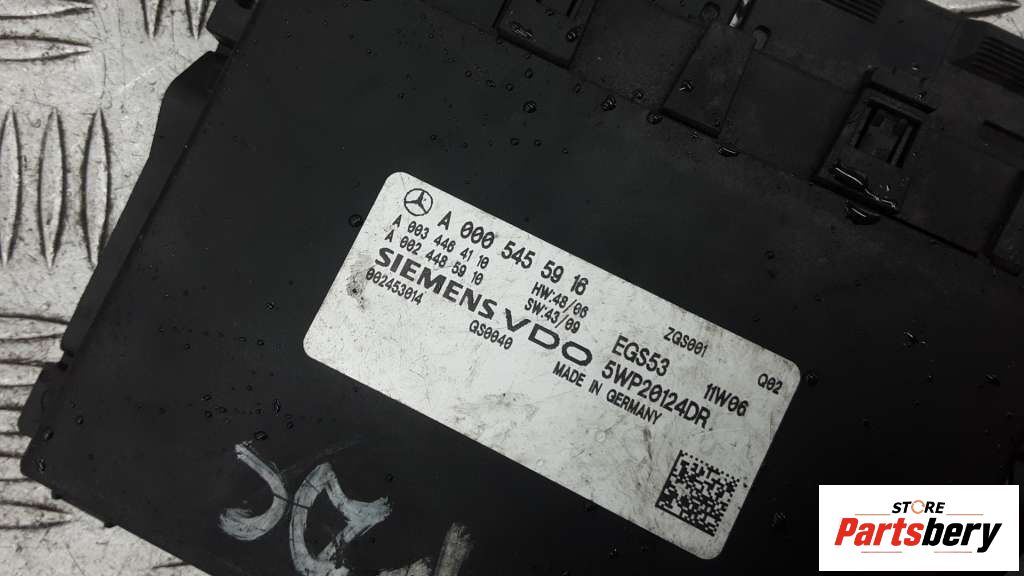 A 000 545 59 16
A 003 446 41 10
A 002 448 59 10
HW:48/06
SW:43/09
SIEMENS VDO
002453014
GS0040
ZGS001
EGS53
11W06
Q02
5WP20124DR
MADE IN GERMANY
STORE
Partsbery